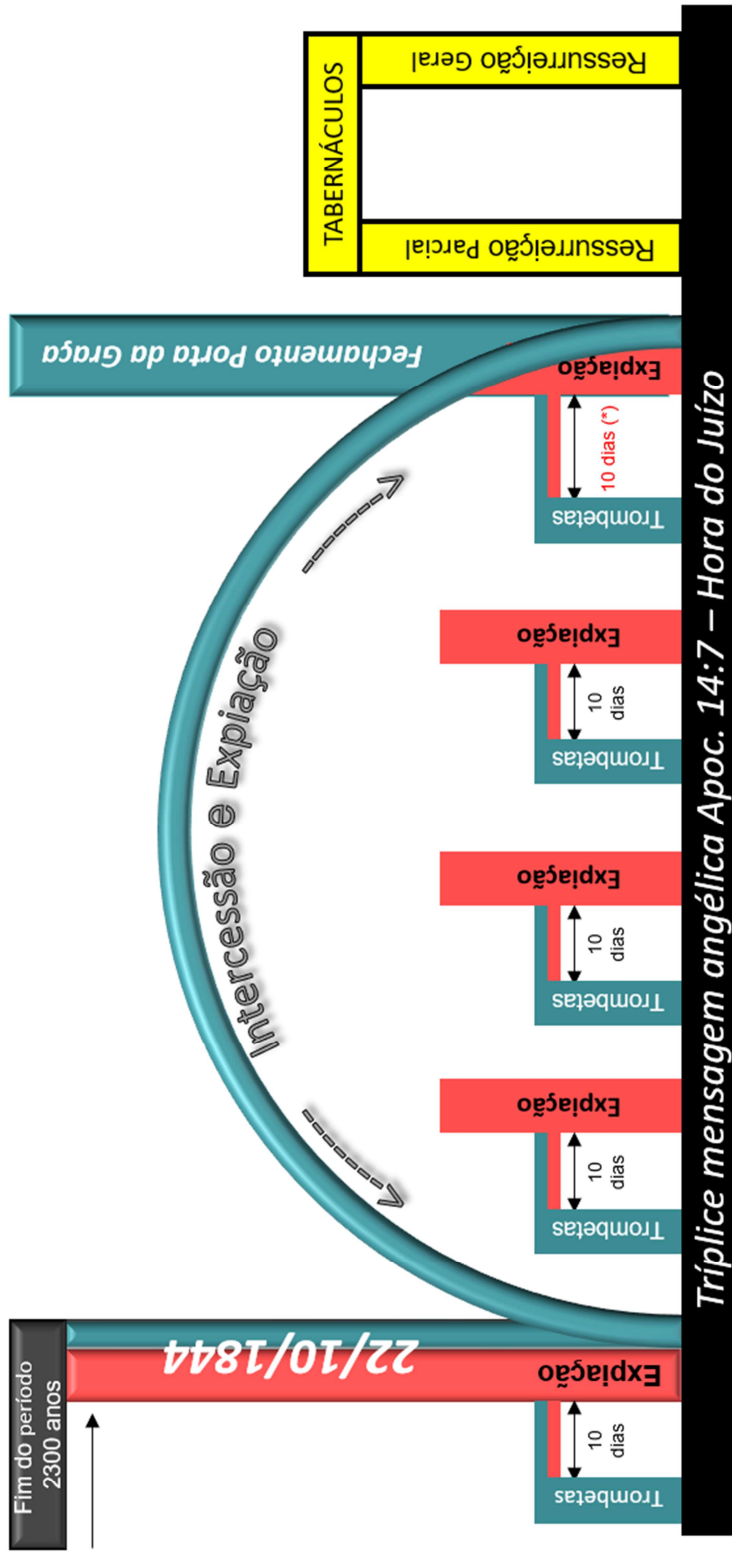 Fim do período
2300 anos
22/10/1844
Trombetas
10
dias
Expiação
Intercessão e Expiação
Trombetas
10
dias
Expiação
Trombetas
10
dias
Expiação
Trombetas
10
dias
Expiação
Trombetas
10 dias (*)
Expiação
Fechamento Porta da Graça
TABERNÁCULOS
Ressurreição Parcial
Ressurreição Geral
Tríplice mensagem angélica Apoc. 14:7 – Hora do Juízo